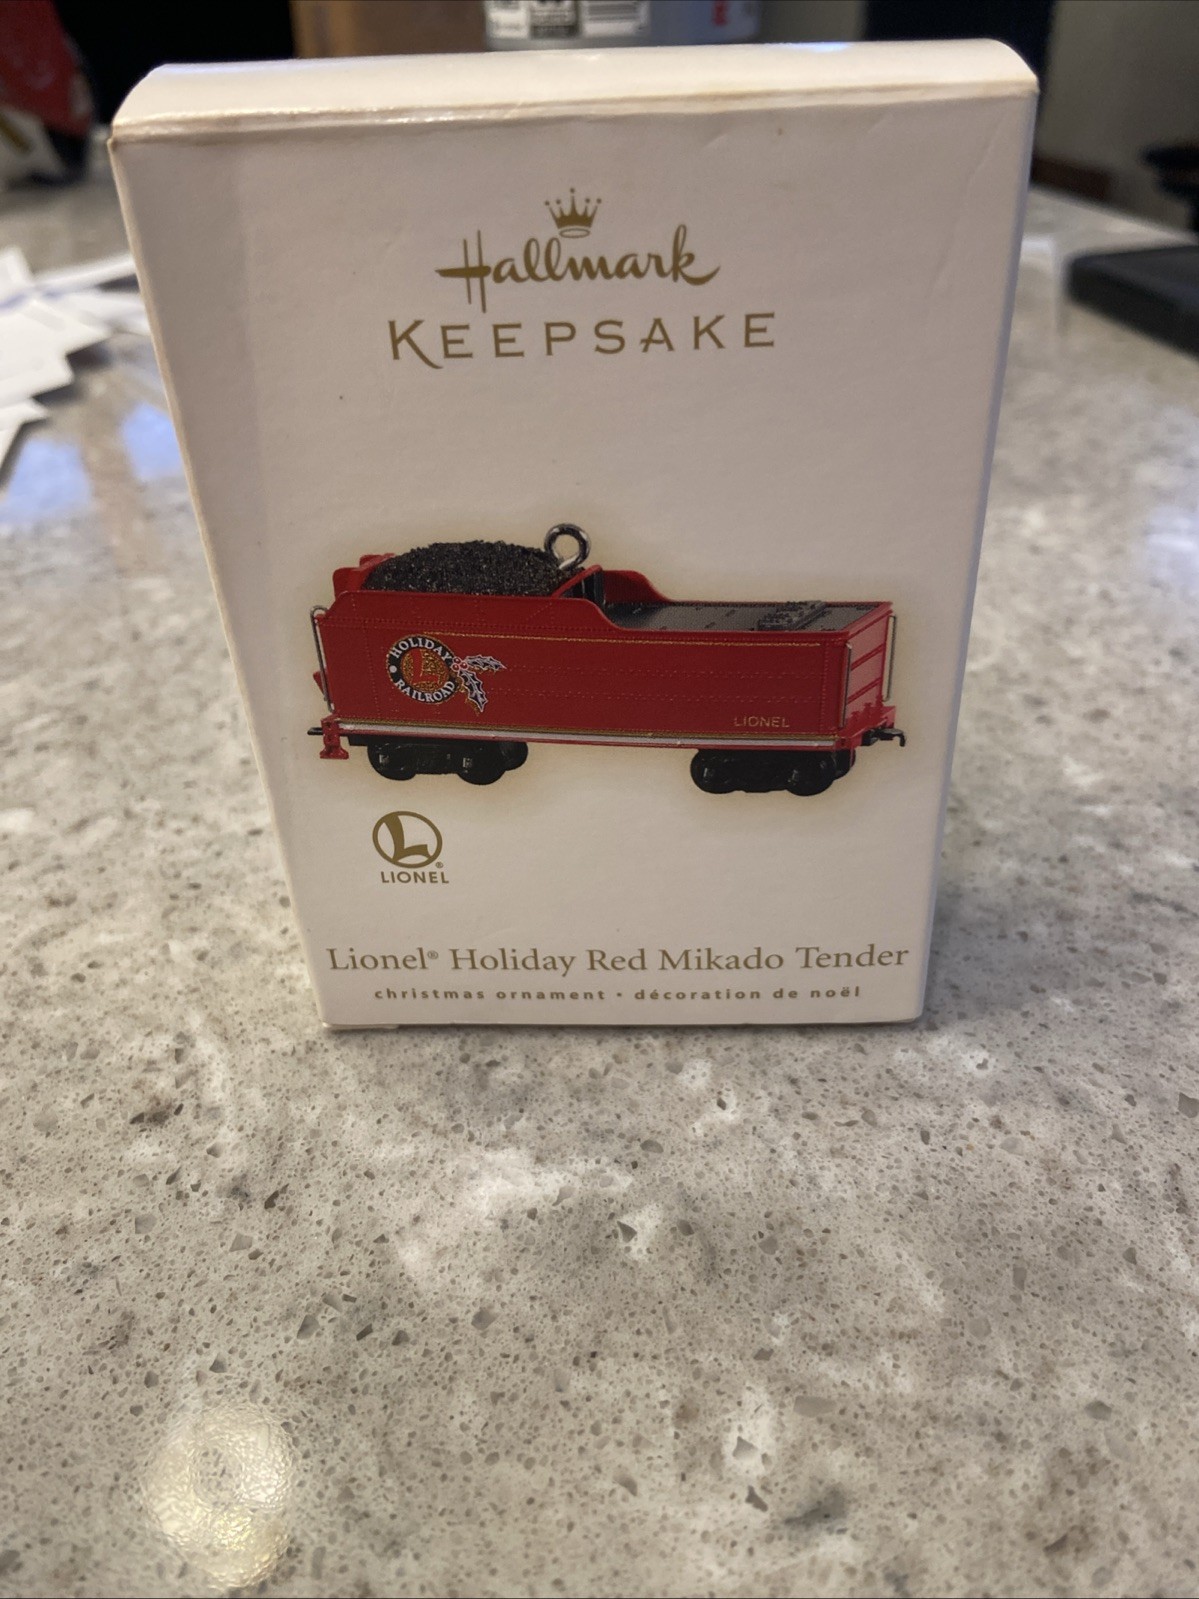 Hallmark
KEEPSAKE
HOLIDAY
L
RAILROAD
LIONEL
L
®
LIONEL
Lionel® Holiday Red Mikado Tender
christmas ornament • décoration de noël